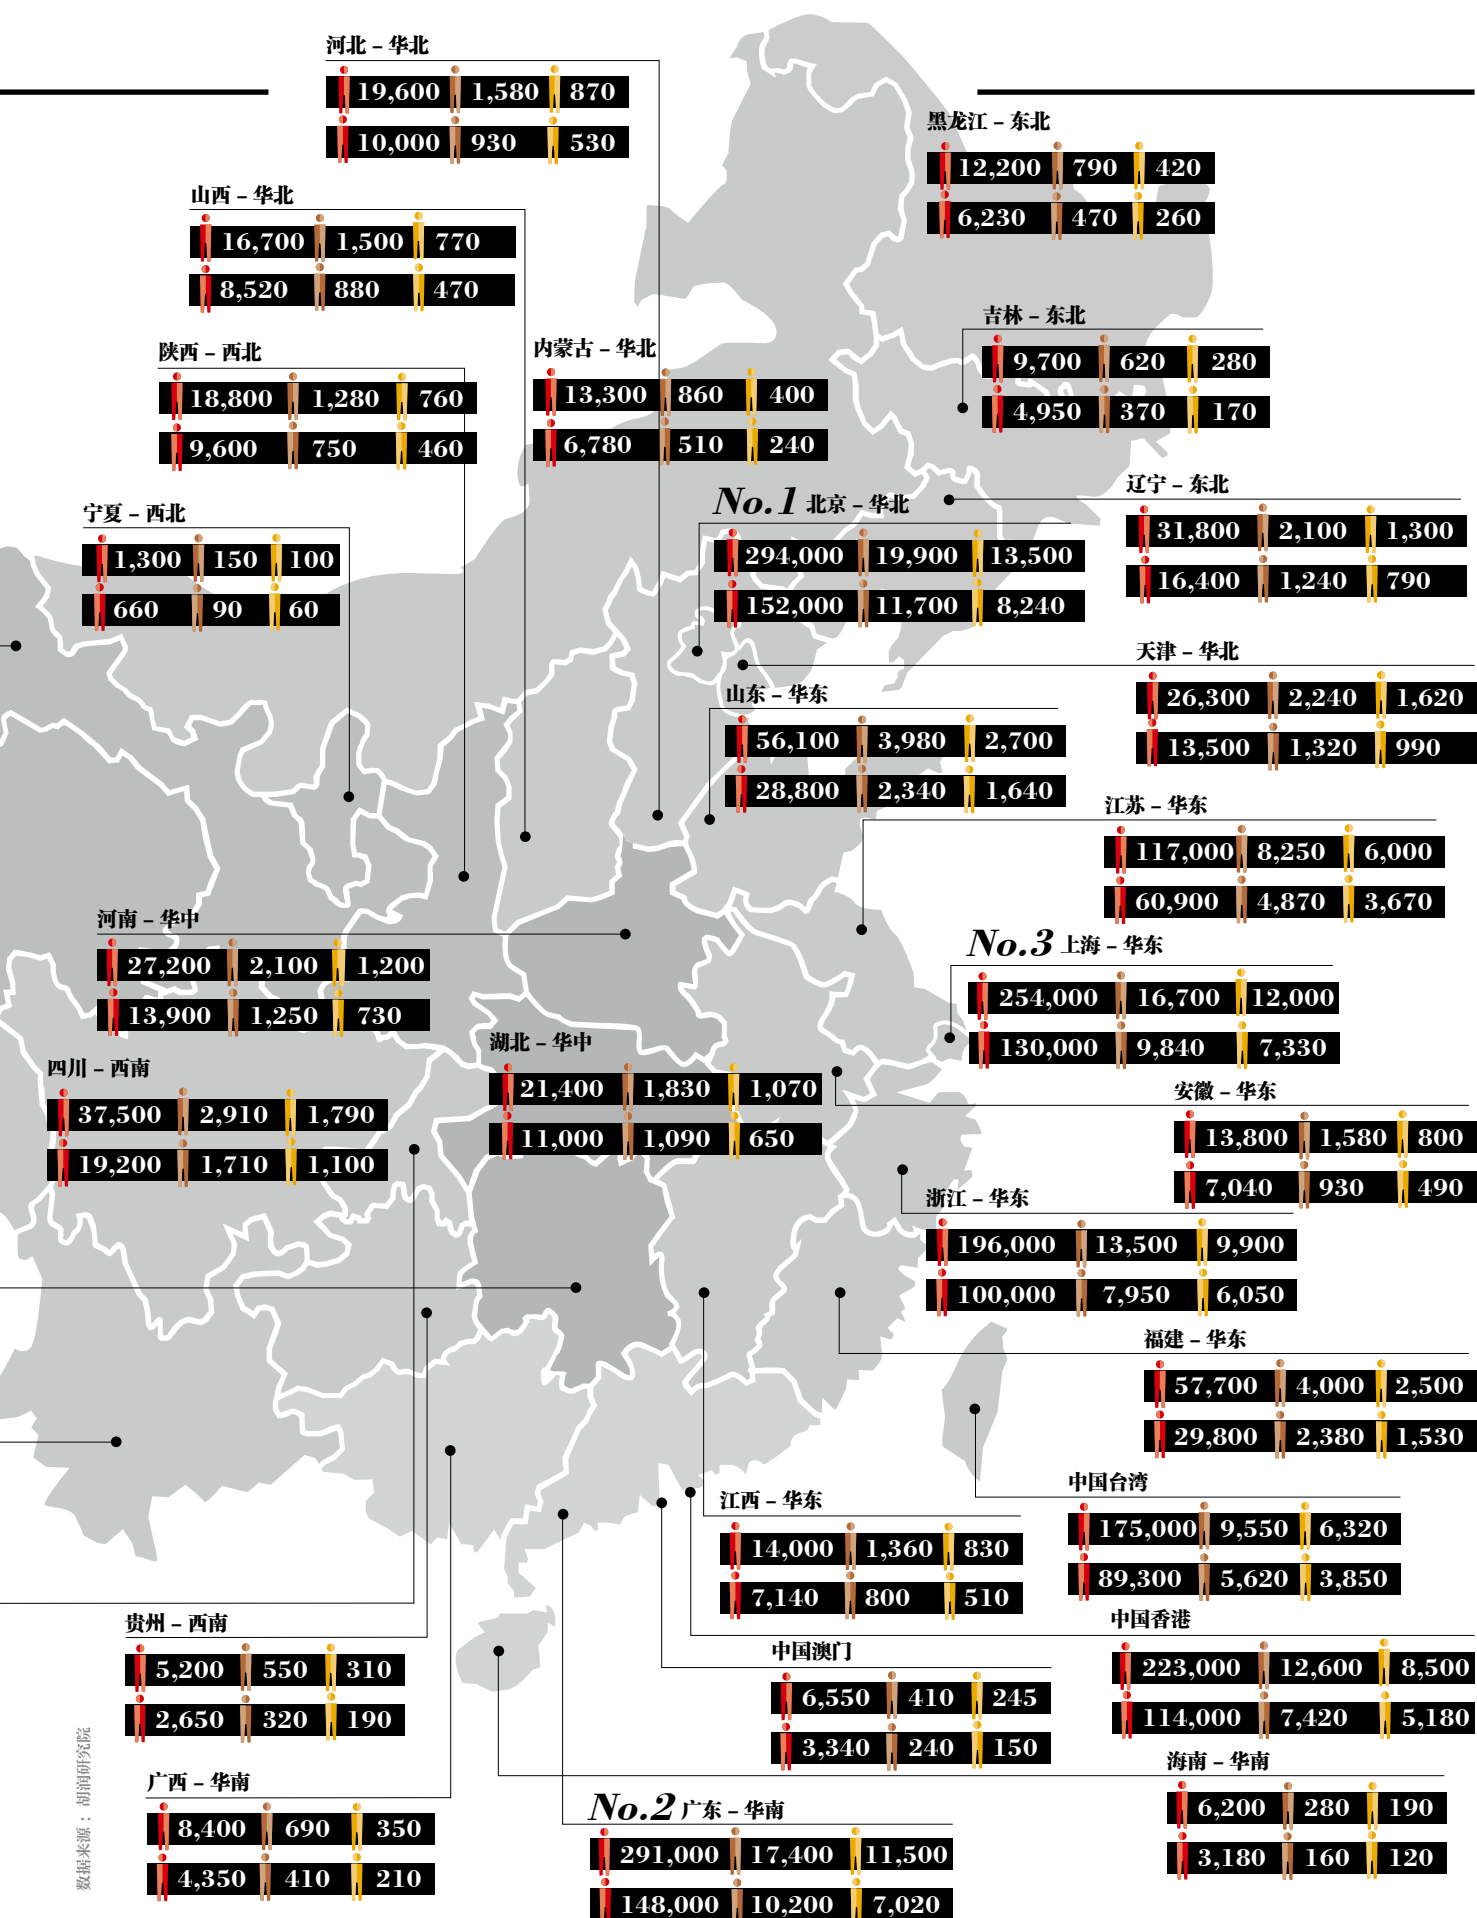 河北 – 华北
19,600 1,580 870
10,000 930 530
黑龙江 – 东北
12,200 790 420
6,230 470 260
山西 – 华北
16,700 1,500 770
8,520 880 470
吉林 – 东北
9,700 620 280
4,950 370 170
陕西 – 西北
18,800 1,280 760
9,600 750 460
内蒙古 – 华北
13,300 860 400
6,780 510 240
辽宁 – 东北
31,800 2,100 1,300
16,400 1,240 790
No.1 北京 – 华北
294,000 19,900 13,500
152,000 11,700 8,240
宁夏 – 西北
1,300 150 100
660 90 60
天津 – 华北
26,300 2,240 1,620
13,500 1,320 990
山东 – 华东
56,100 3,980 2,700
28,800 2,340 1,640
江苏 – 华东
117,000 8,250 6,000
60,900 4,870 3,670
河南 – 华中
27,200 2,100 1,200
13,900 1,250 730
No.3 上海 – 华东
254,000 16,700 12,000
130,000 9,840 7,330
湖北 – 华中
21,400 1,830 1,070
11,000 1,090 650
四川 – 西南
37,500 2,910 1,790
19,200 1,710 1,100
安徽 – 华东
13,800 1,580 800
7,040 930 490
浙江 – 华东
196,000 13,500 9,900
100,000 7,950 6,050
福建 – 华东
57,700 4,000 2,500
29,800 2,380 1,530
中国台湾
175,000 9,550 6,320
89,300 5,620 3,850
江西 – 华东
14,000 1,360 830
7,140 800 510
中国香港
223,000 12,600 8,500
114,000 7,420 5,180
贵州 – 西南
5,200 550 310
2,650 320 190
中国澳门
6,550 410 245
3,340 240 150
海南 – 华南
6,200 280 190
3,180 160 120
广西 – 华南
8,400 690 350
4,350 410 210
No.2 广东 – 华南
291,000 17,400 11,500
148,000 10,200 7,020
数据来源：胡润研究院